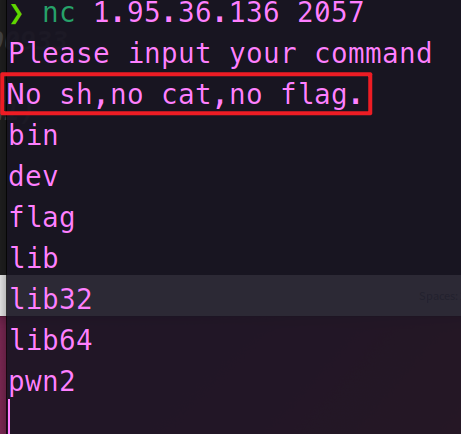 ❯ nc 1.95.36.136 2057
Please input your command
No sh,no cat,no flag.
bin
dev
flag
lib
lib32
lib64
pwn2